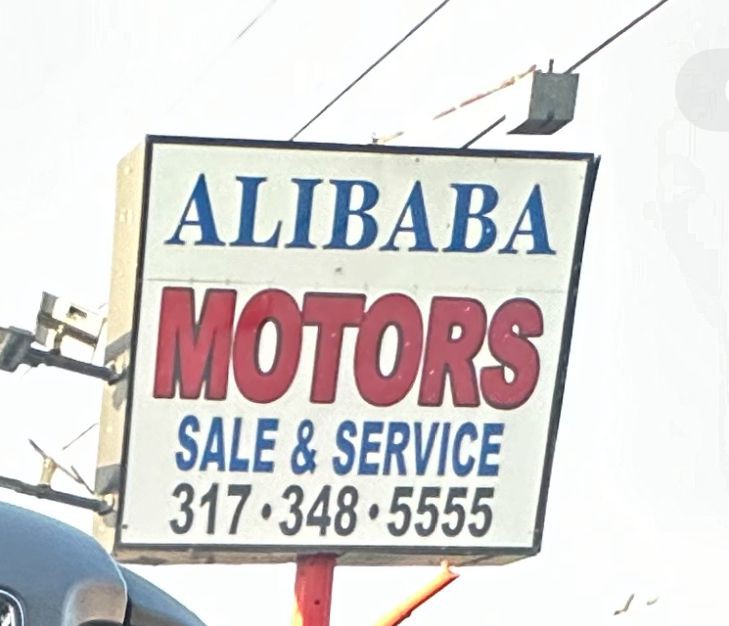 ALIBABA
MOTORS
SALE & SERVICE
317·348·5555